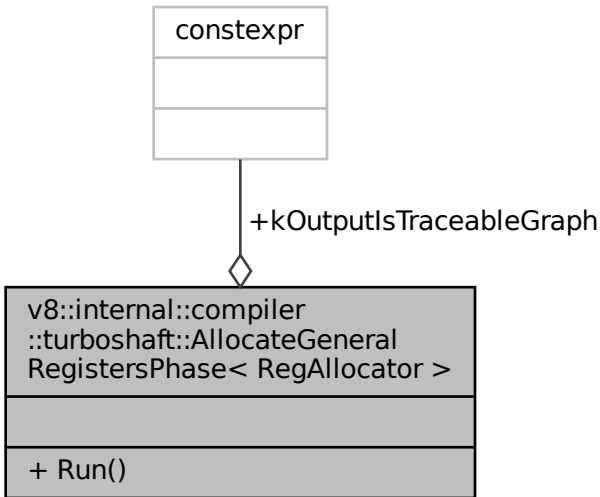 constexpr
+kOutputIsTraceableGraph
v8::internal::compiler
::turboshaft::AllocateGeneral
RegistersPhase< RegAllocator >
+ Run()